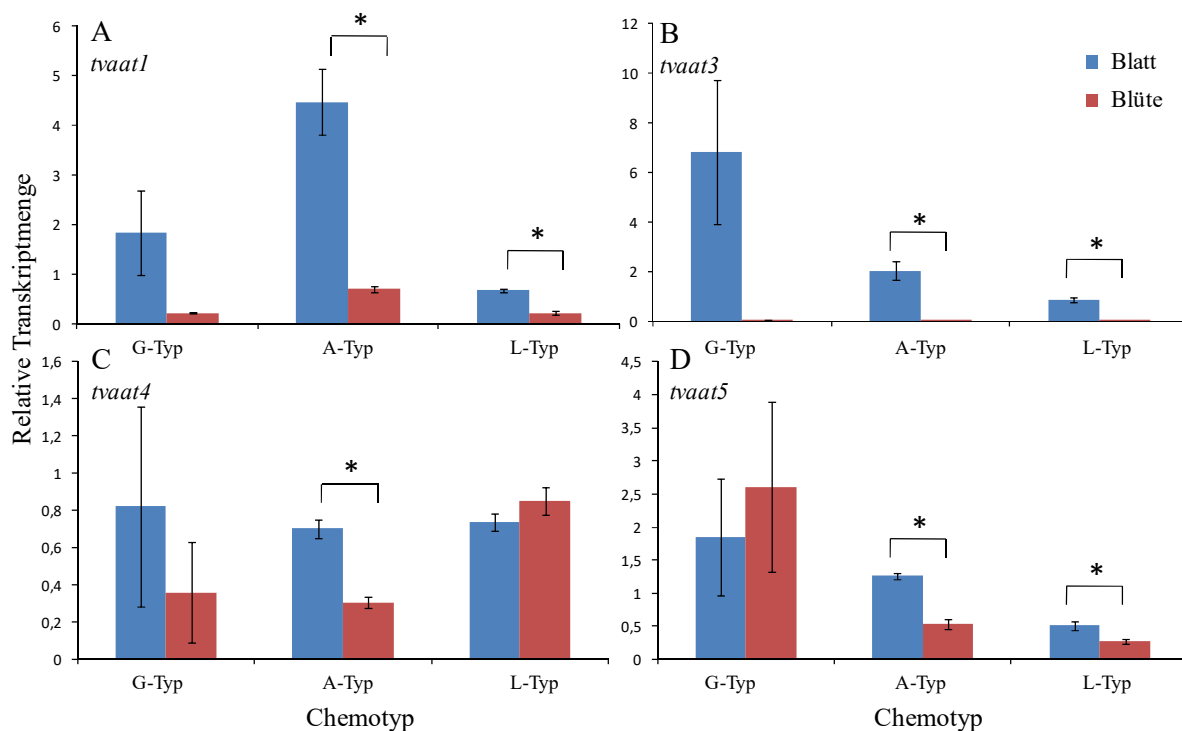 A
tvaat1
6
5
4
3
2
1
0
*
*
G-Typ A-Typ L-Typ
B
tvaat3
12
10
8
6
4
2
0
*
*
Blatt
Blüte
G-Typ A-Typ L-Typ
Relative Transkriptmenge
C
tvaat4
1,6
1,4
1,2
1
0,8
0,6
0,4
0,2
0
*
G-Typ A-Typ L-Typ
Chemotyp
D
tvaat5
4,5
4
3,5
3
2,5
2
1,5
1
0,5
0
*
*
G-Typ A-Typ L-Typ
Chemotyp